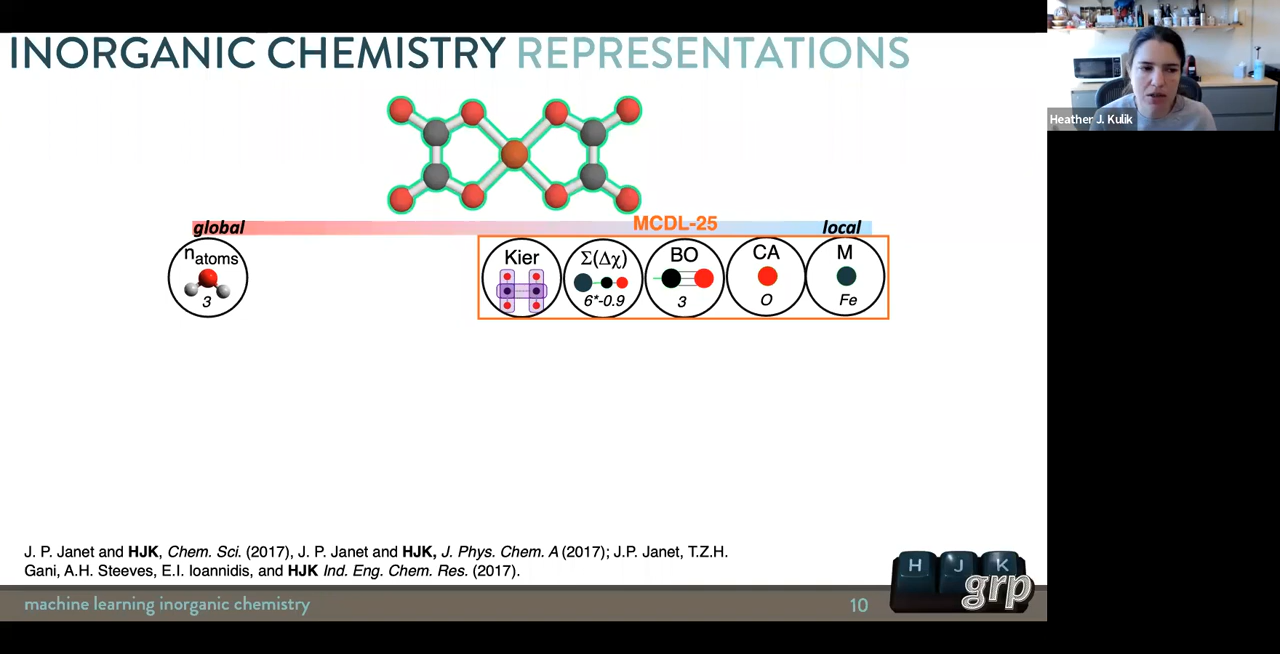 INORGANIC CHEMISTRY REPRESENTATIONS
Heather J. Kulik
MCDL-25
global
local
natoms
3
Kier
Σ(Δχ)
6*-0.9
BO
3
CA
O
M
Fe
J. P. Janet and HJK, Chem. Sci. (2017), J. P. Janet and HJK, J. Phys. Chem. A (2017); J.P. Janet, T.Z.H.
Gani, A.H. Steeves, E.I. Ioannidis, and HJK Ind. Eng. Chem. Res. (2017).
machine learning inorganic chemistry
10
H J K
grp